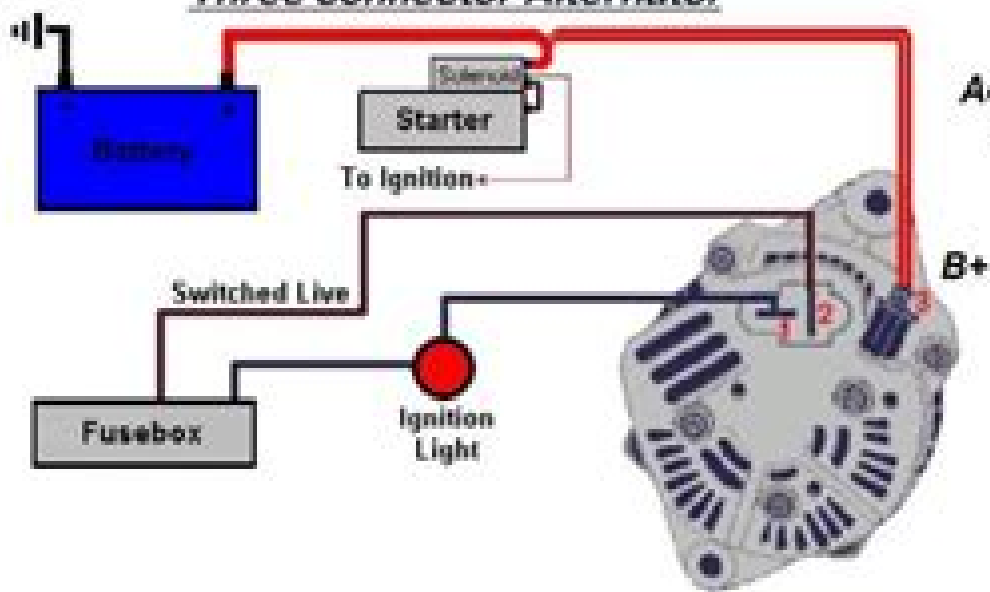 Three Connector Alternator
Solenoid
Starter
Battery
To Ignition
Switched Live
B+
1
2
3
Fusebox
Ignition
Light